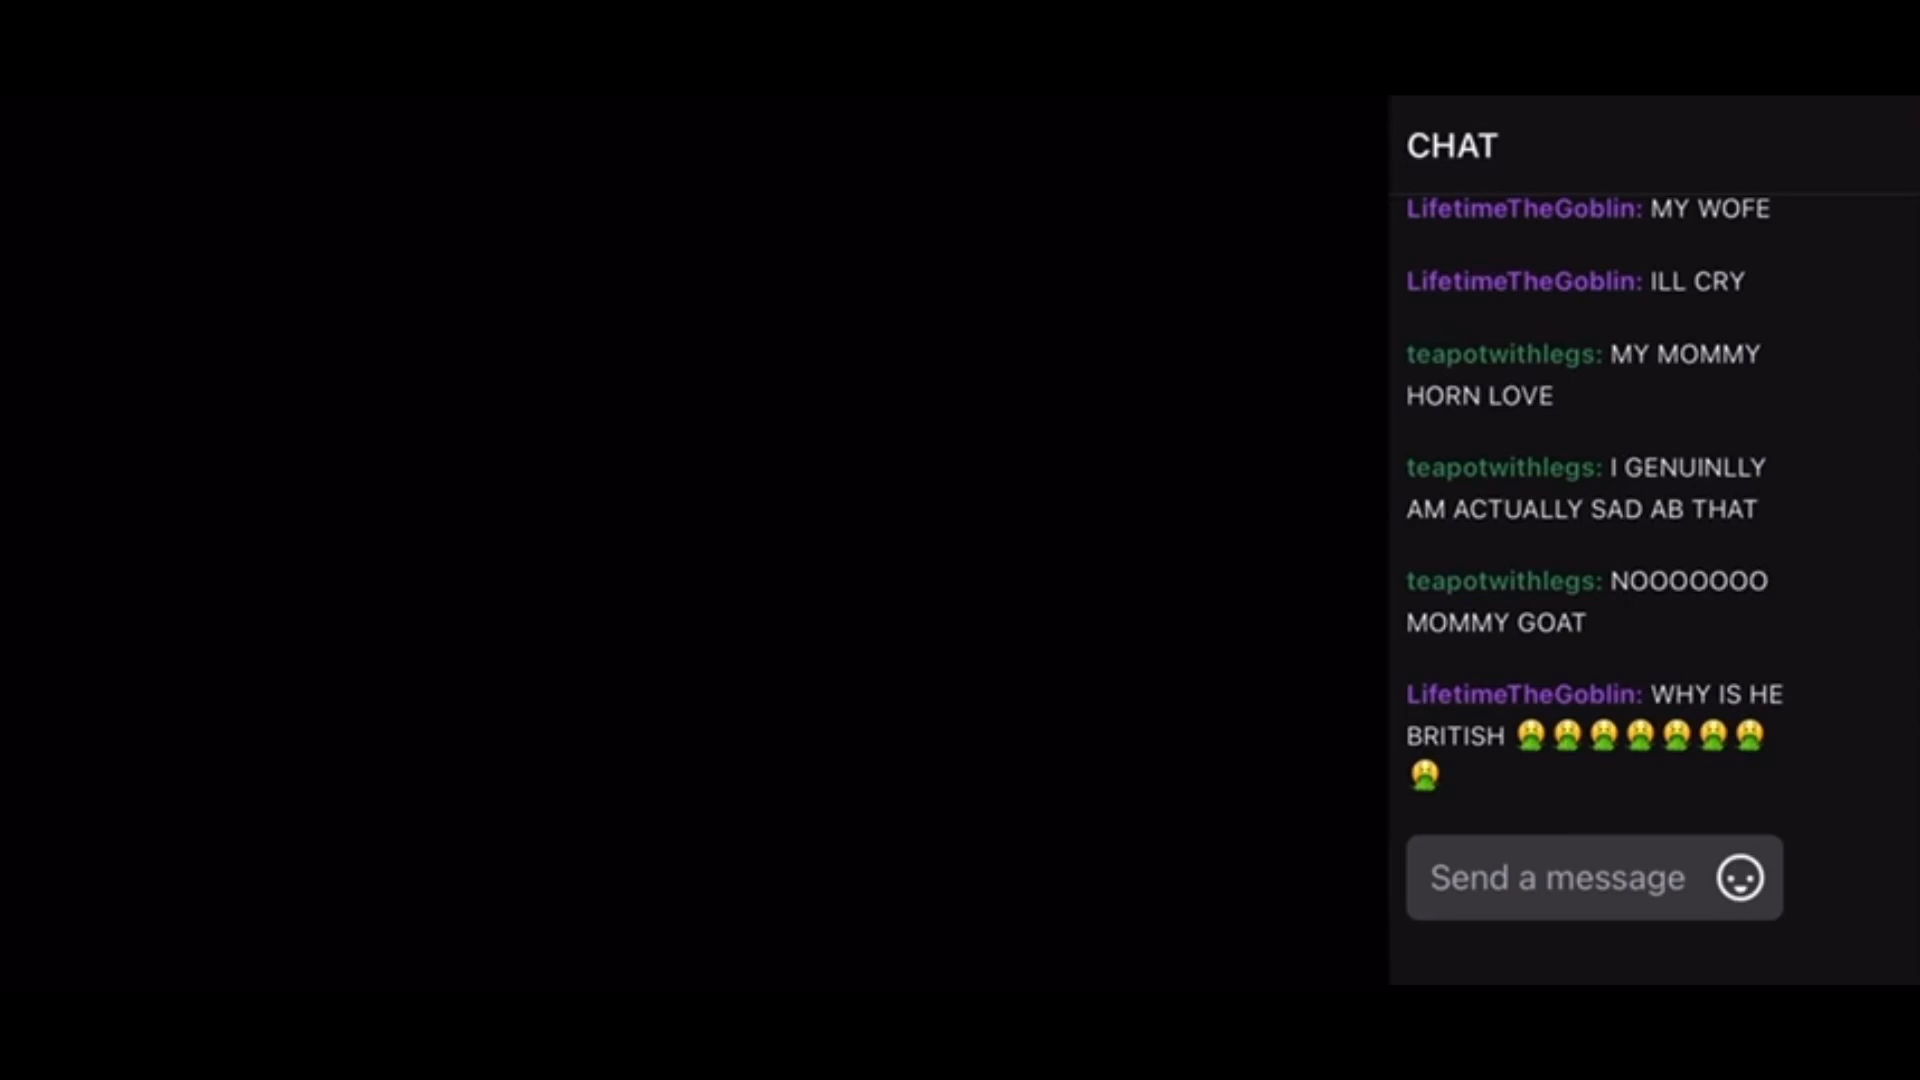 CHAT
LifetimeTheGoblin: MY WOFE
LifetimeTheGoblin: ILL CRY
teapotwithlegs: MY MOMMY
HORN LOVE
teapotwithlegs: I GENUINLLY
AM ACTUALLY SAD AB THAT
teapotwithlegs: NOOOOOOO
MOMMY GOAT
LifetimeTheGoblin: WHY IS HE
BRITISH 🤮🤮🤮🤮🤮🤮🤮
🤮
Send a message